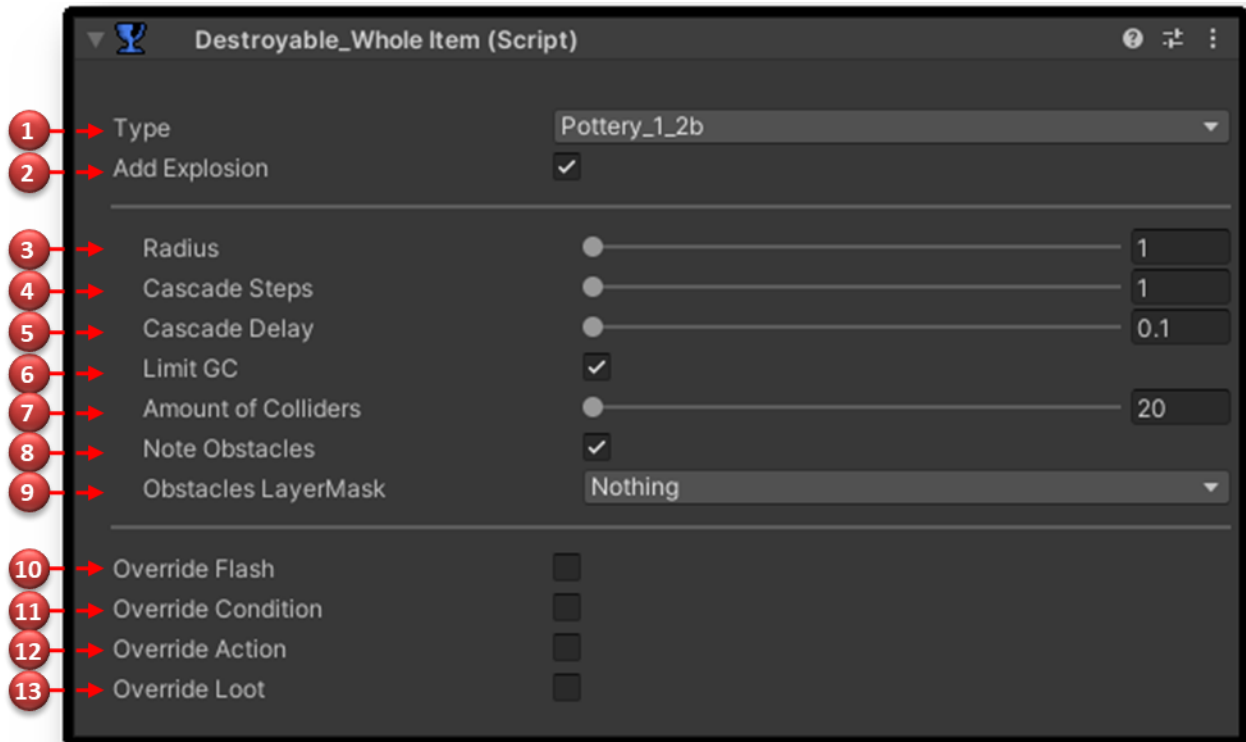 Destroyable_Whole Item (Script)
1 Type Pottery_1_2b
2 Add Explosion
3 Radius 1
4 Cascade Steps 1
5 Cascade Delay 0.1
6 Limit GC
7 Amount of Colliders 20
8 Note Obstacles
9 Obstacles LayerMask Nothing
10 Override Flash
11 Override Condition
12 Override Action
13 Override Loot